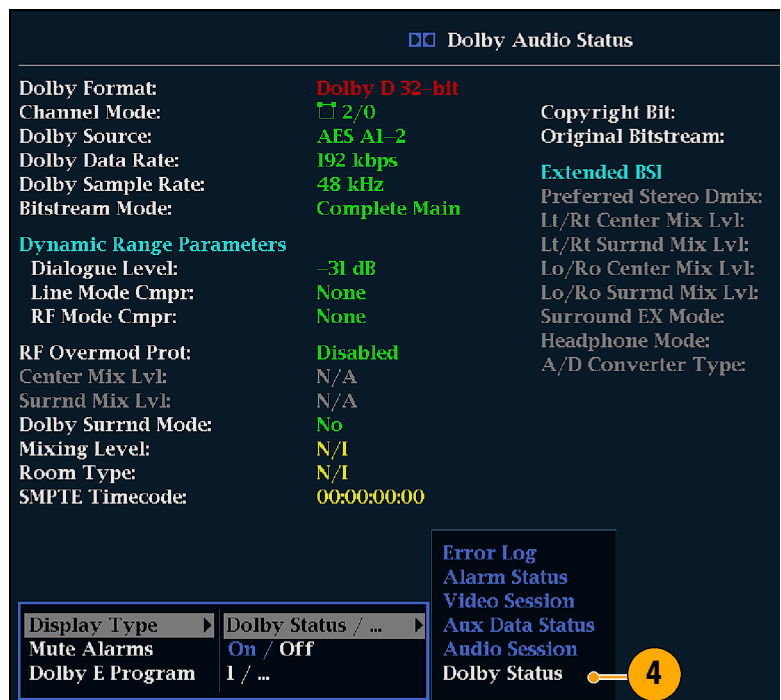 Dolby Audio Status
Dolby Format: Dolby D 32-bit
Channel Mode: 2/0
Dolby Source: AES A1-2
Dolby Data Rate: 192 kbps
Dolby Sample Rate: 48 kHz
Bitstream Mode: Complete Main
Dynamic Range Parameters
Dialogue Level: -31 dB
Line Mode Cmpr: None
RF Mode Cmpr: None
RF Overmod Prot: Disabled
Center Mix Lvl: N/A
Surrnd Mix Lvl: N/A
Dolby Surrnd Mode: No
Mixing Level: N/I
Room Type: N/I
SMPTE Timecode: 00:00:00:00
Copyright Bit:
Original Bitstream:
Extended BSI
Preferred Stereo Dmix:
Lt/Rt Center Mix Lvl:
Lt/Rt Surrnd Mix Lvl:
Lo/Ro Center Mix Lvl:
Lo/Ro Surrnd Mix Lvl:
Surround EX Mode:
Headphone Mode:
A/D Converter Type:
Display Type Dolby Status / ...
Mute Alarms On / Off
Dolby E Program 1 / ...
Error Log
Alarm Status
Video Session
Aux Data Status
Audio Session
Dolby Status
4